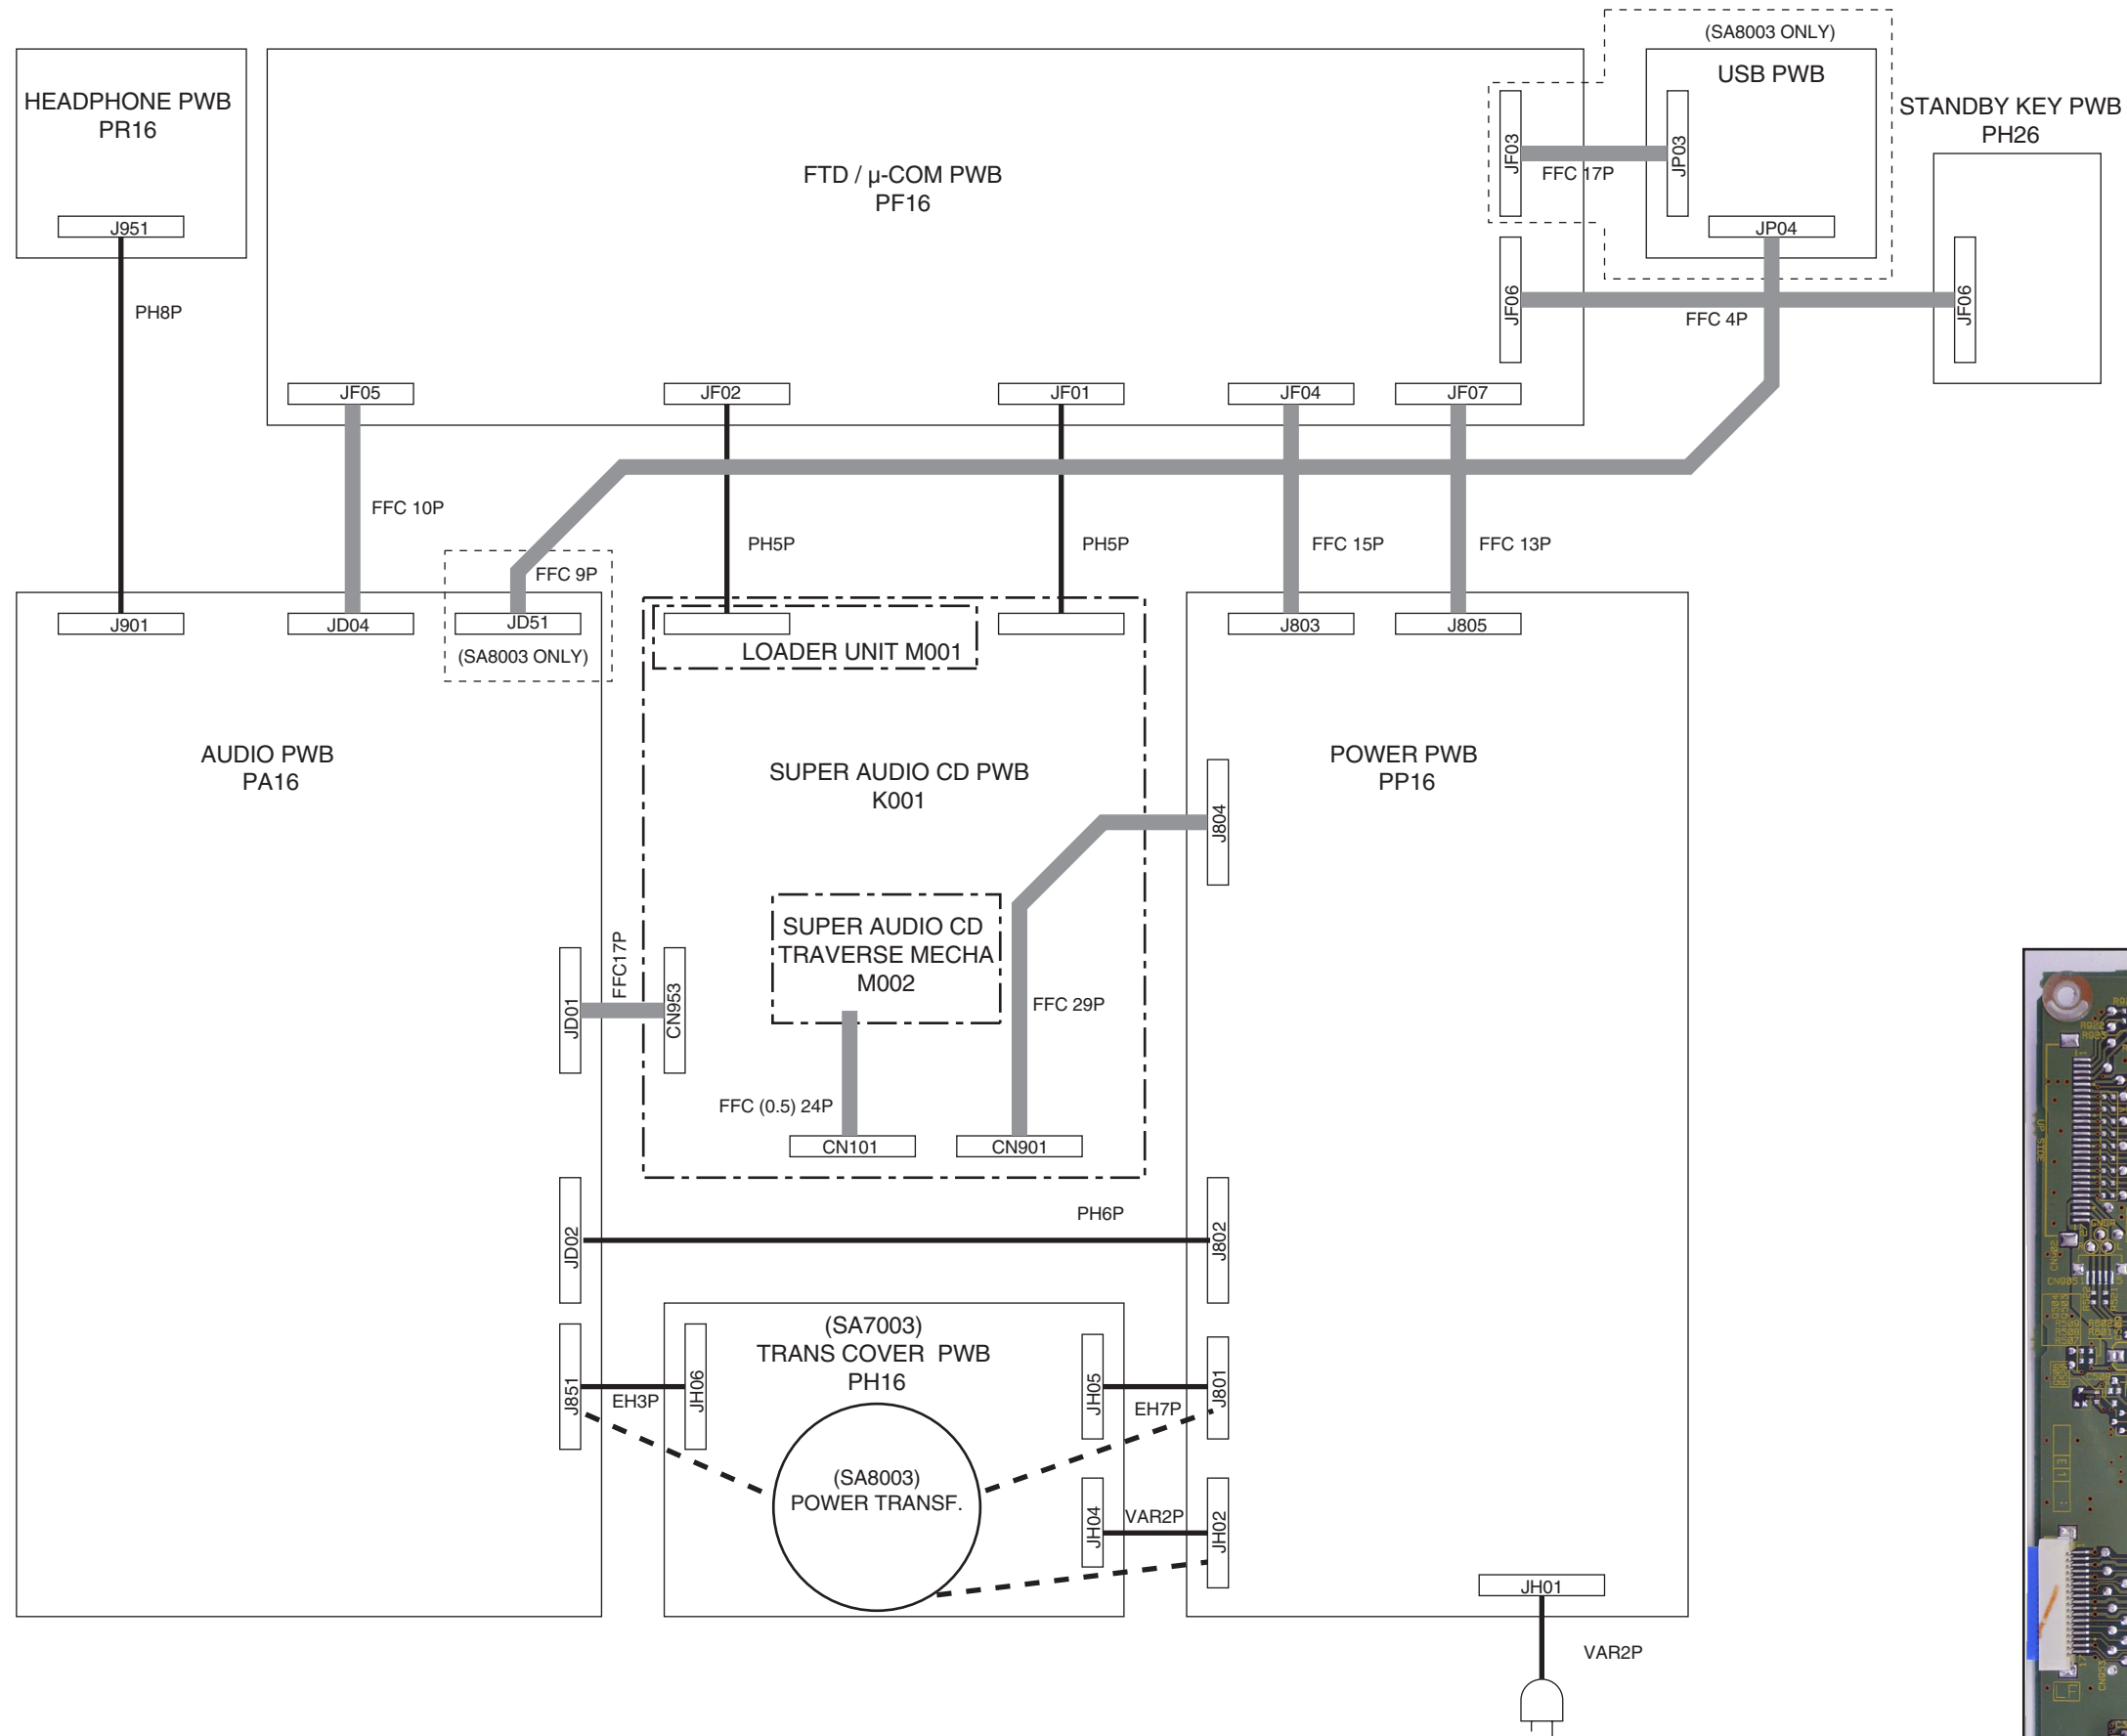 (SA8003 ONLY)
USB PWB
HEADPHONE PWB
PR16
STANDBY KEY PWB
PH26
FTD / µ-COM PWB
PF16
JF03
FFC 17P
JP03
J951
JP04
PH8P
JF06
FFC 4P
JF06
JF05
JF02
JF01
JF04
JF07
FFC 10P
PH5P
PH5P
FFC 15P
FFC 13P
FFC 9P
J901
JD04
JD51
J803
J805
(SA8003 ONLY)
LOADER UNIT M001
AUDIO PWB
PA16
SUPER AUDIO CD PWB
K001
POWER PWB
PP16
J804
SUPER AUDIO CD
TRAVERSE MECHA
M002
JD01
FFC17P
CN953
FFC 29P
FFC (0.5) 24P
CN101
CN901
PH6P
JD02
J802
(SA7003)
TRANS COVER PWB
PH16
J851
EH3P
JH06
JH05
EH7P
J801
(SA8003)
POWER TRANSF.
JH04
VAR2P
JH02
JH01
VAR2P
UP SIDE
CN902